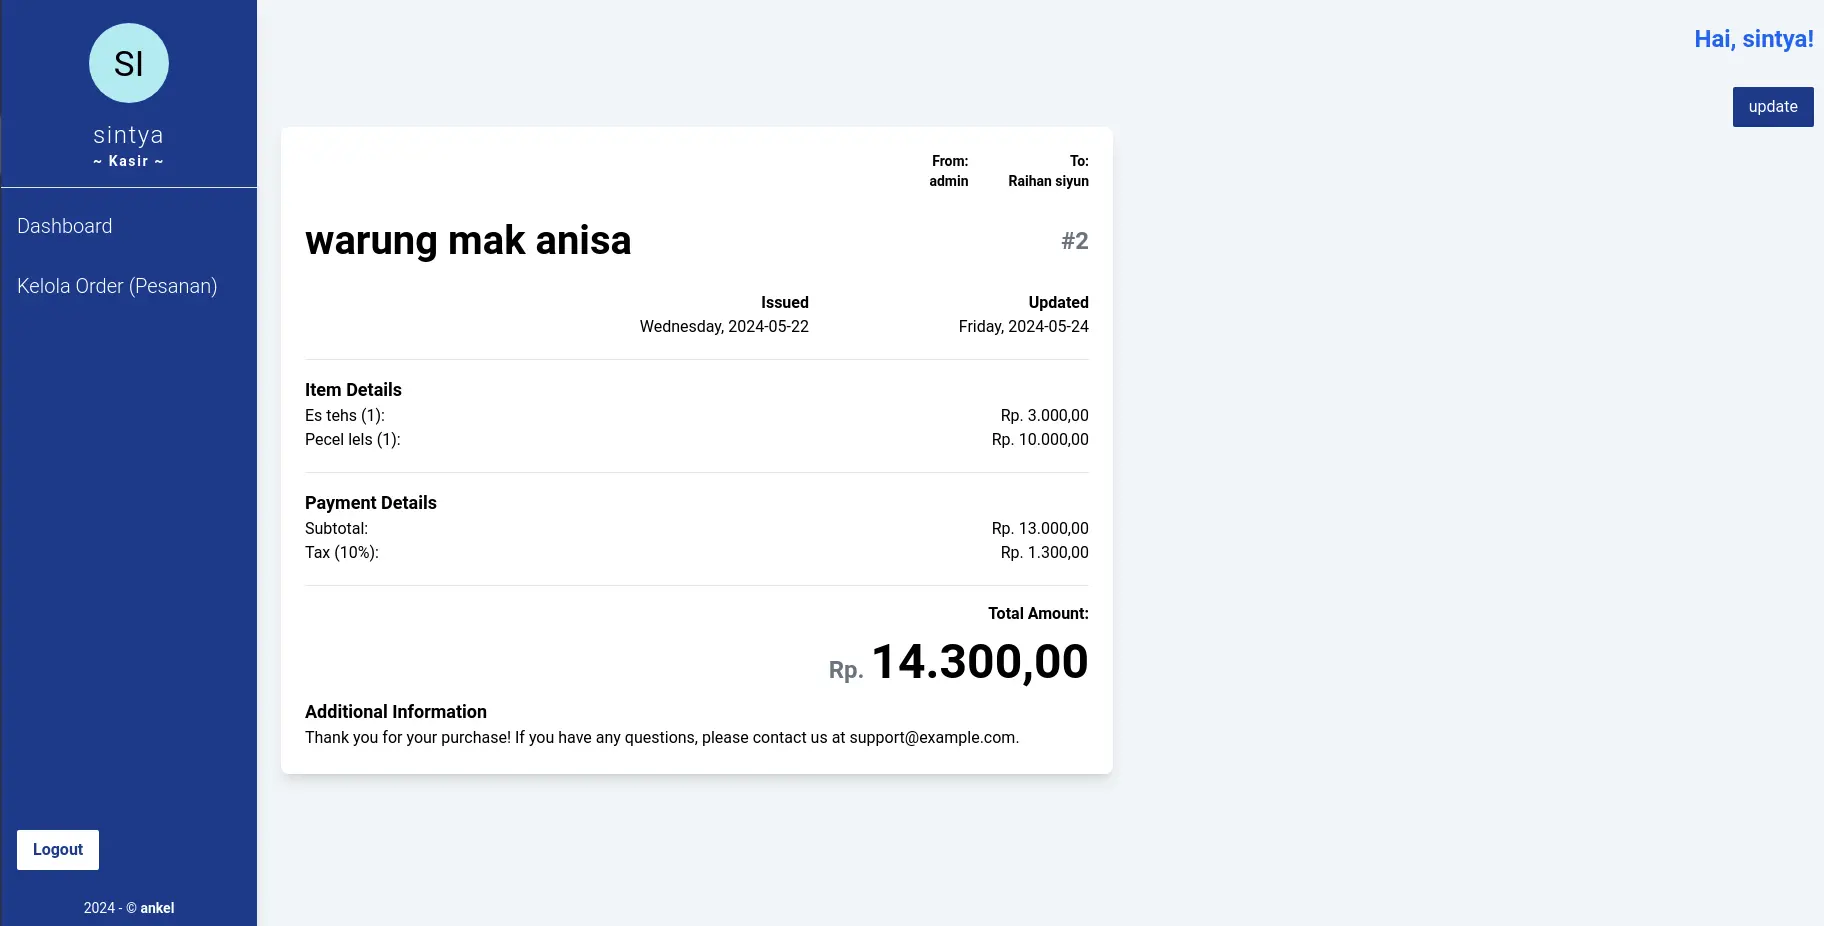 SI
sintya
~ Kasir ~
Dashboard
Kelola Order (Pesanan)
Logout
2024 - © ankel
Hai, sintya!
update
From: To:
admin Raihan siyun
warung mak anisa #2
Issued Updated
Wednesday, 2024-05-22 Friday, 2024-05-24
Item Details
Es tehs (1): Rp. 3.000,00
Pecel lels (1): Rp. 10.000,00
Payment Details
Subtotal: Rp. 13.000,00
Tax (10%): Rp. 1.300,00
Total Amount:
Rp. 14.300,00
Additional Information
Thank you for your purchase! If you have any questions, please contact us at support@example.com.